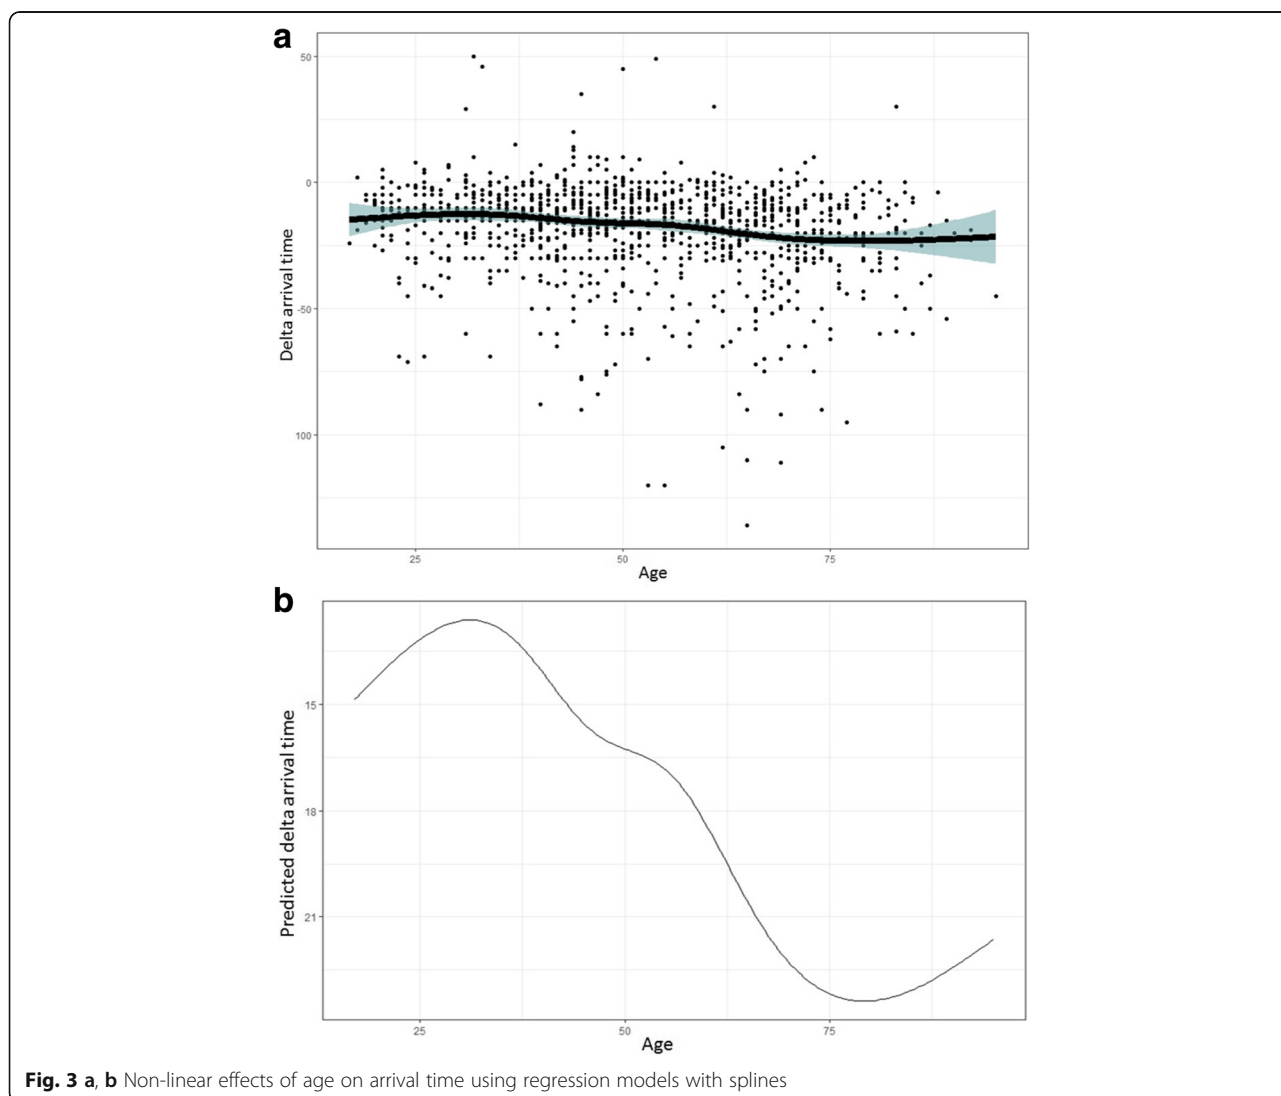 a
50
0
-50
100
Delta arrival time
25 50 75
Age
b
15
18
21
Predicted delta arrival time
25 50 75
Age
Fig. 3 a, b Non-linear effects of age on arrival time using regression models with splines